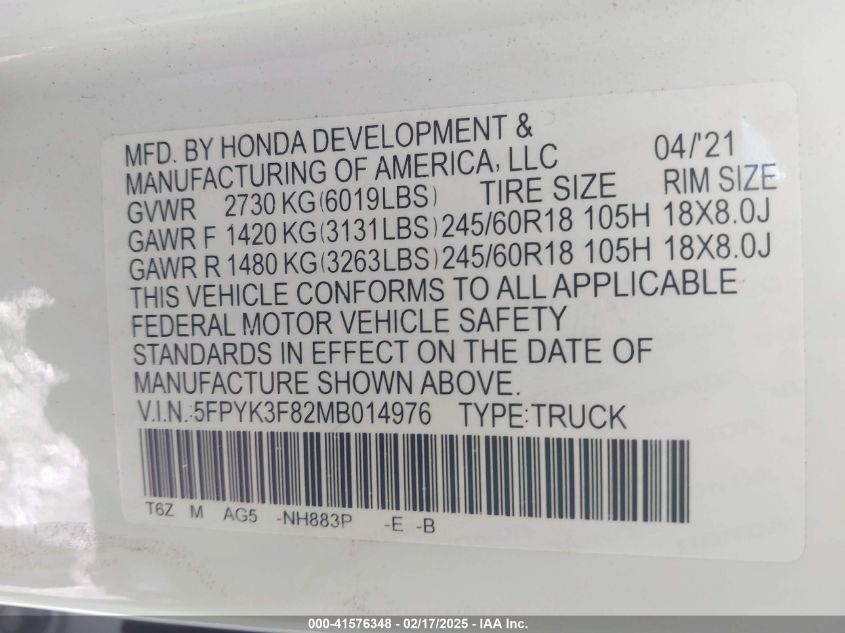 MFD. BY HONDA DEVELOPMENT &
MANUFACTURING OF AMERICA, LLC 04/'21
GVWR 2730 KG(6019LBS) TIRE SIZE RIM SIZE
GAWR F 1420 KG(3131LBS)245/60R18 105H 18X8.0J
GAWR R 1480 KG(3263LBS)245/60R18 105H 18X8.0J
THIS VEHICLE CONFORMS TO ALL APPLICABLE
FEDERAL MOTOR VEHICLE SAFETY
STANDARDS IN EFFECT ON THE DATE OF
MANUFACTURE SHOWN ABOVE.
V.I.N.:5FPYK3F82MB014976 TYPE:TRUCK
T6Z M AG5 -NH883P -E -B
000-41576348 - 02/17/2025 - IAA Inc.